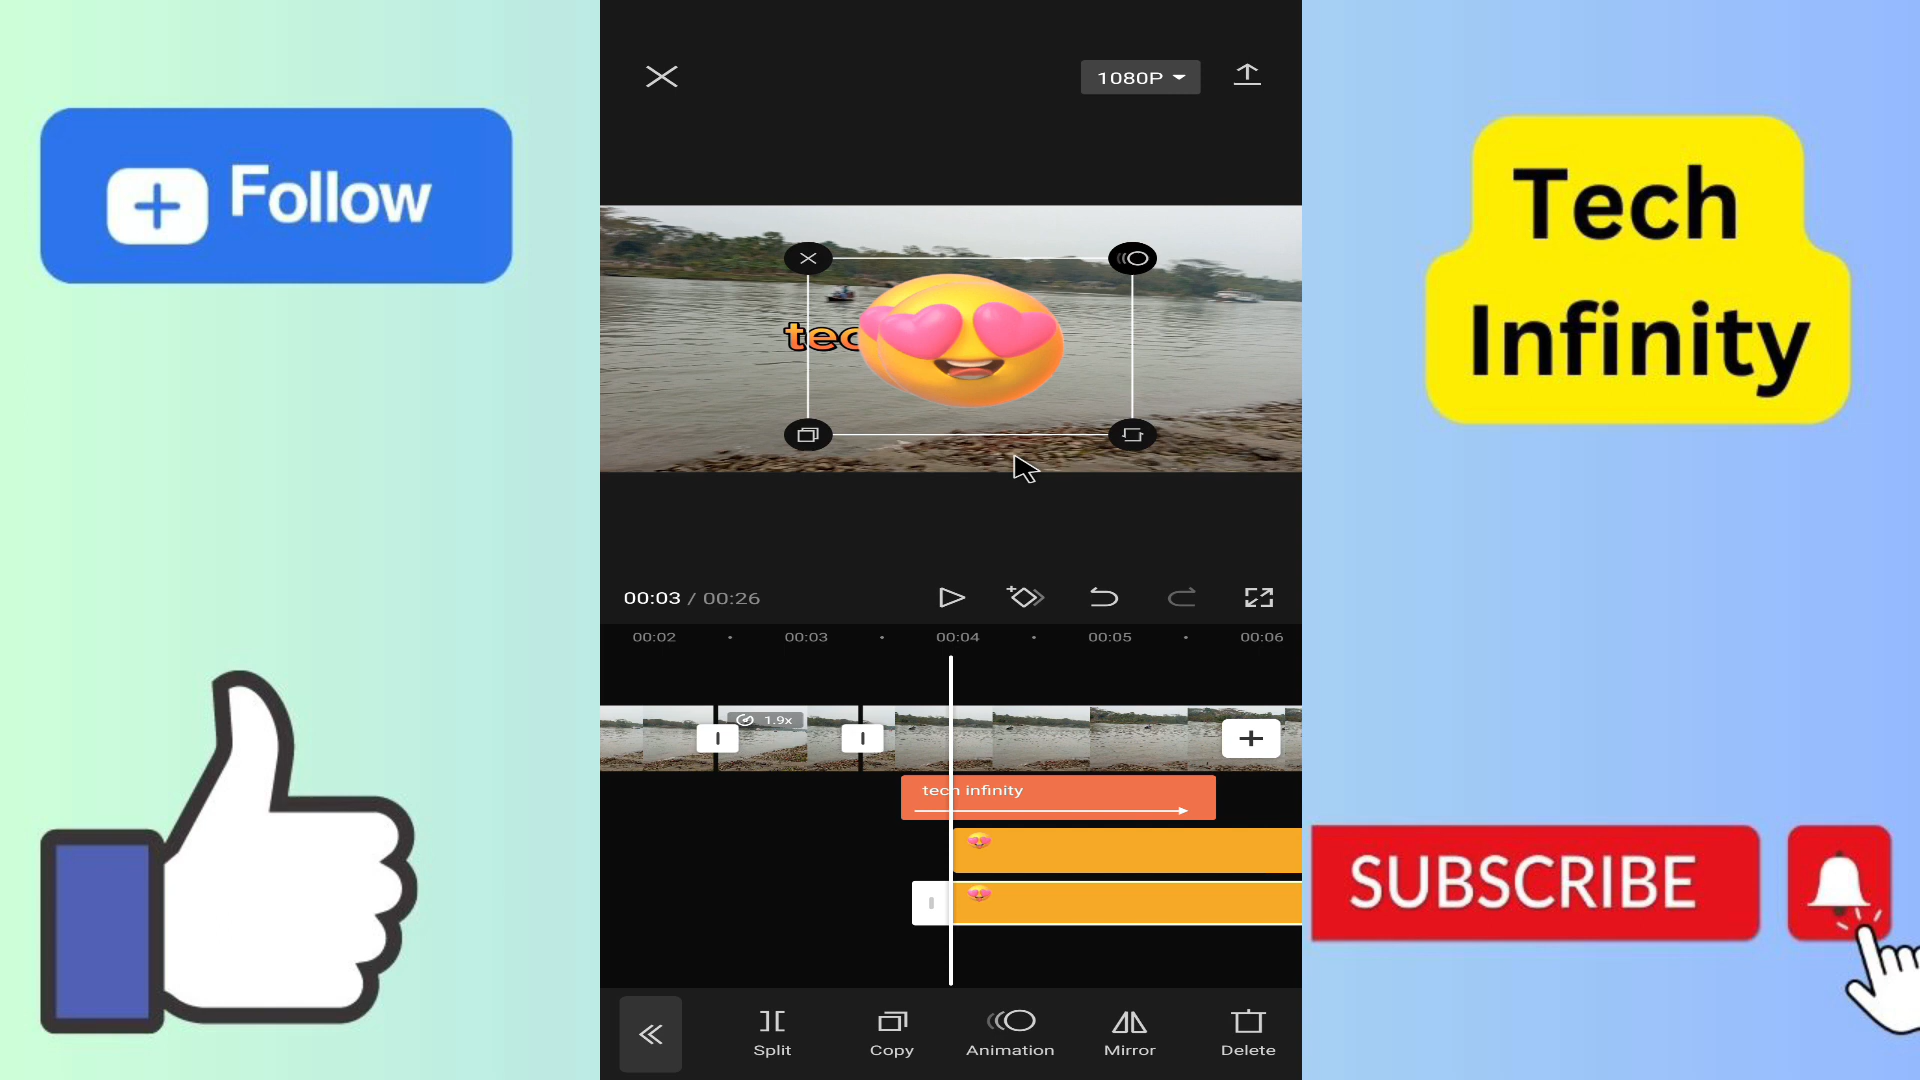 Follow
Tech
Infinity
1080P
tec
00:03 / 00:26
00:02
00:03
00:04
00:05
00:06
1.9x
tech infinity
SUBSCRIBE
Split
Copy
Animation
Mirror
Delete